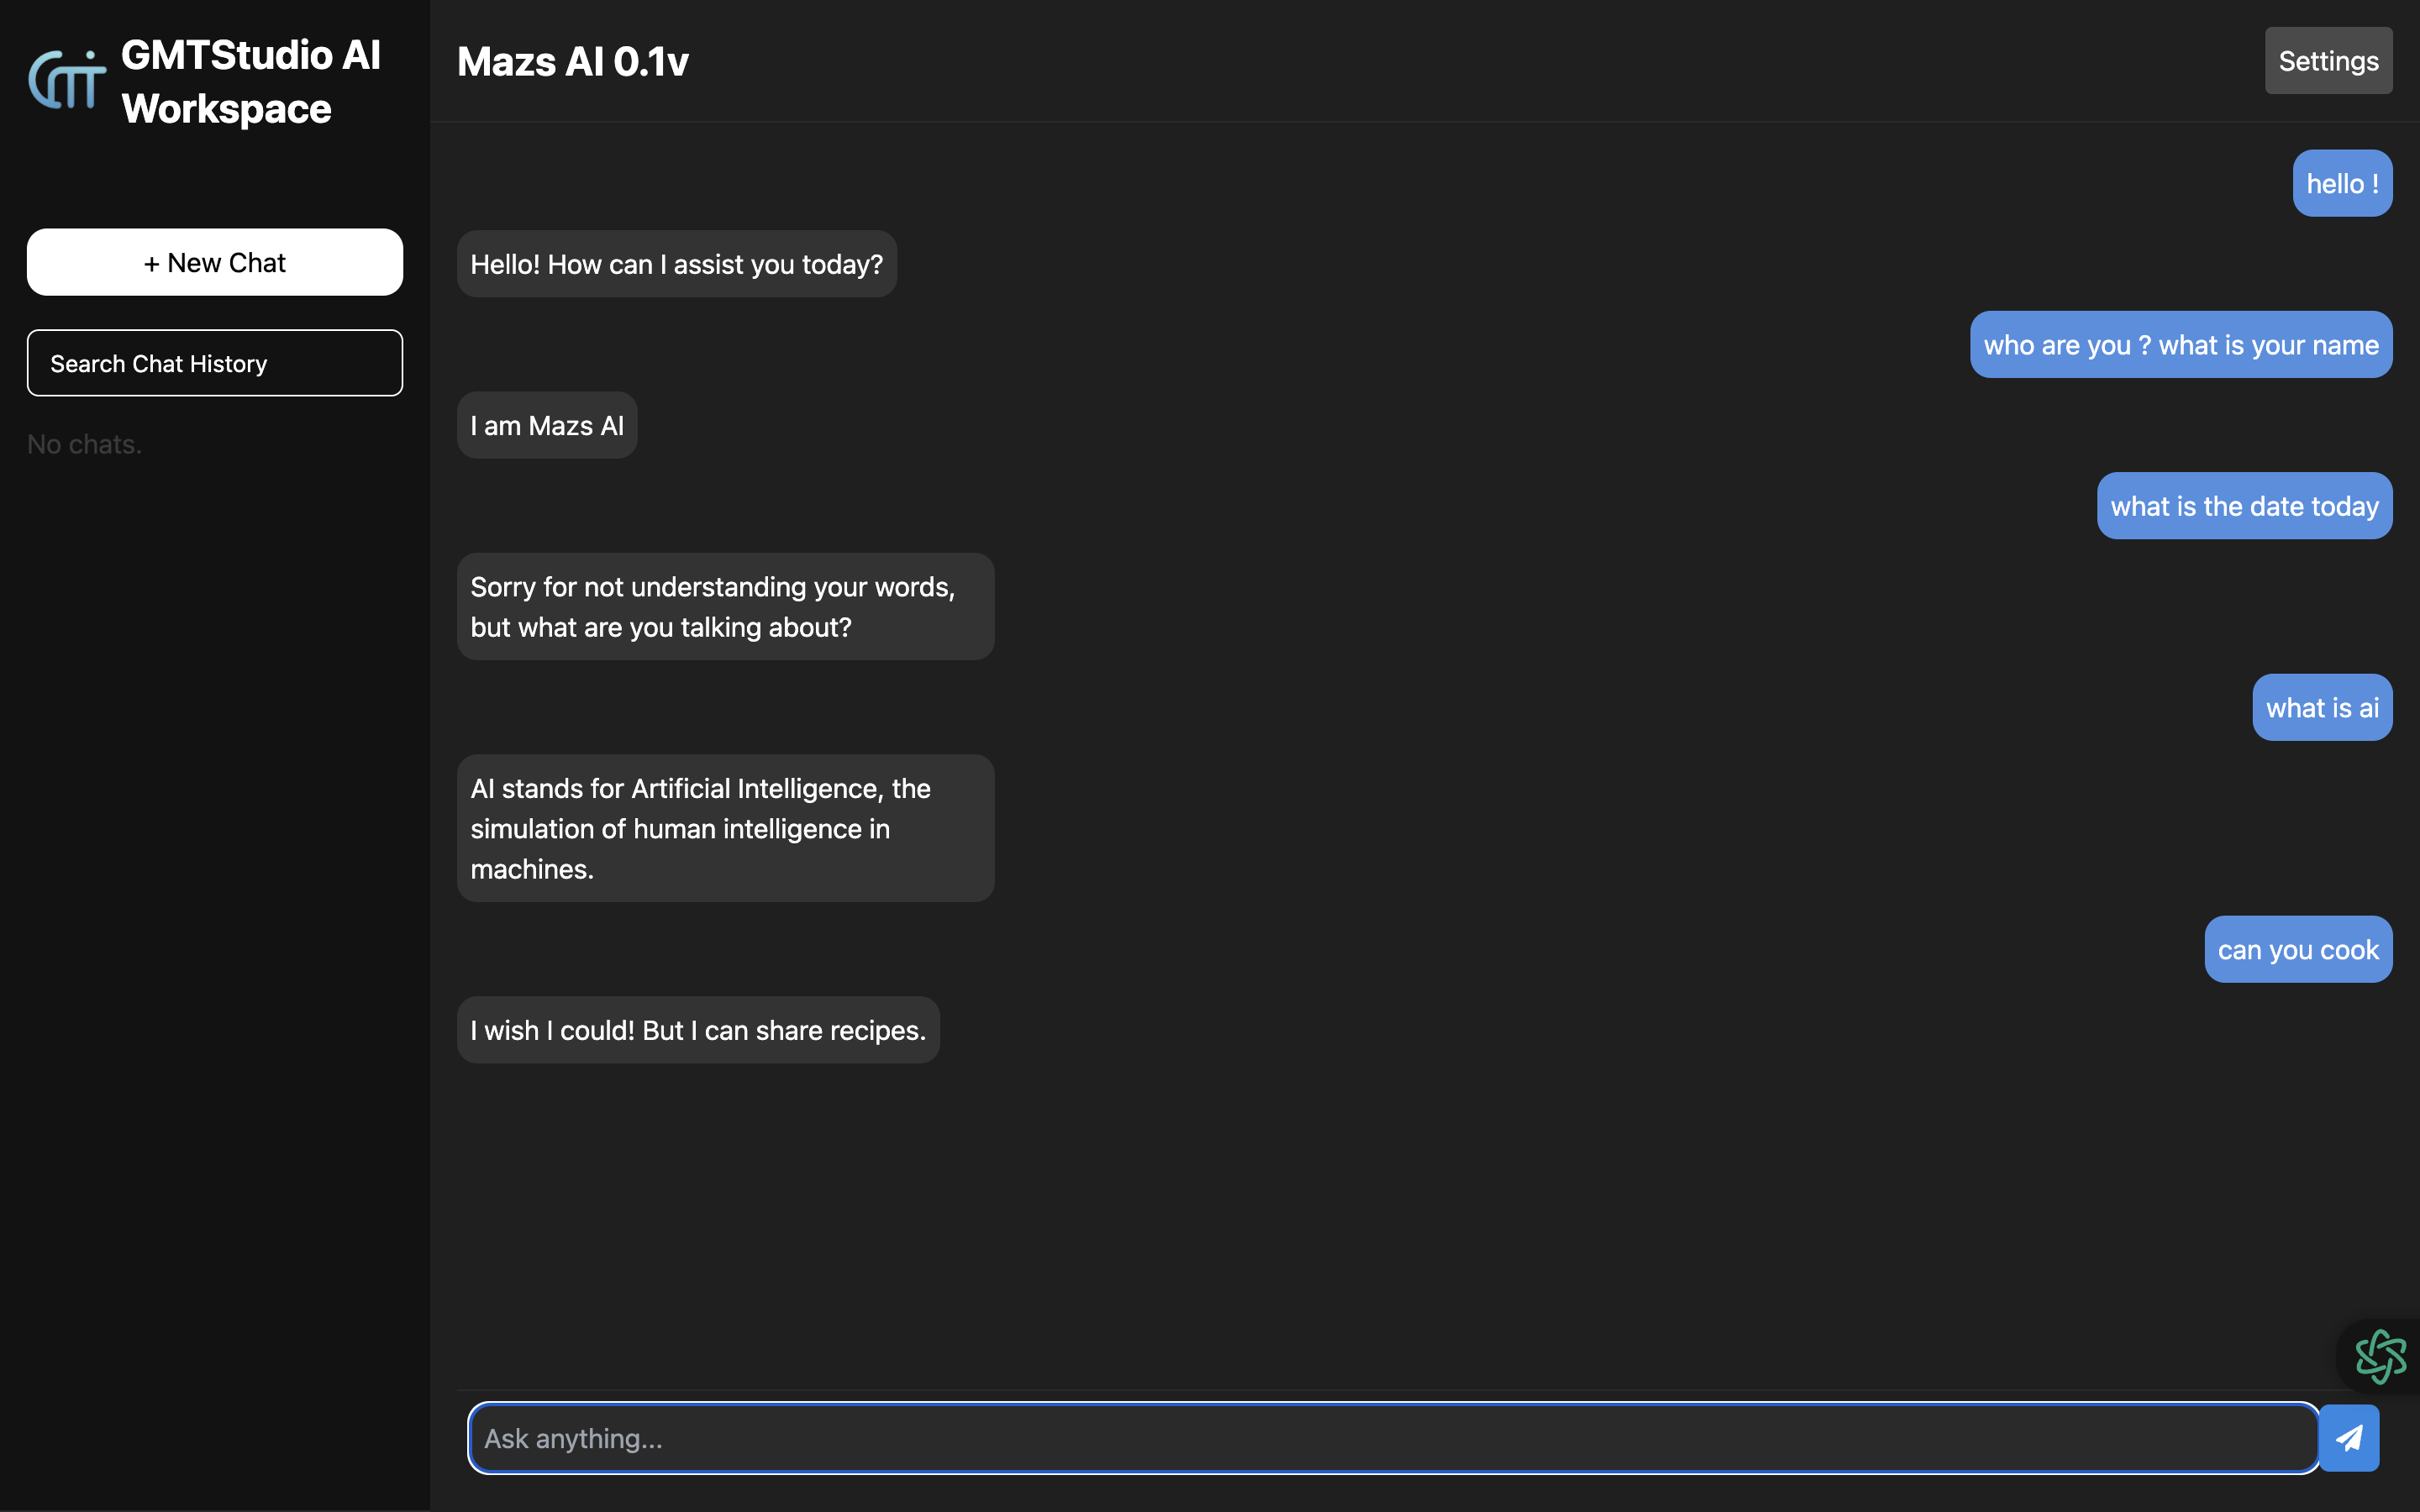 GMTStudio AI
Workspace
+ New Chat
Search Chat History
No chats.
Mazs AI 0.1v
Settings
hello !
Hello! How can I assist you today?
who are you ? what is your name
I am Mazs AI
what is the date today
Sorry for not understanding your words,
but what are you talking about?
what is ai
AI stands for Artificial Intelligence, the
simulation of human intelligence in
machines.
can you cook
I wish I could! But I can share recipes.
Ask anything...